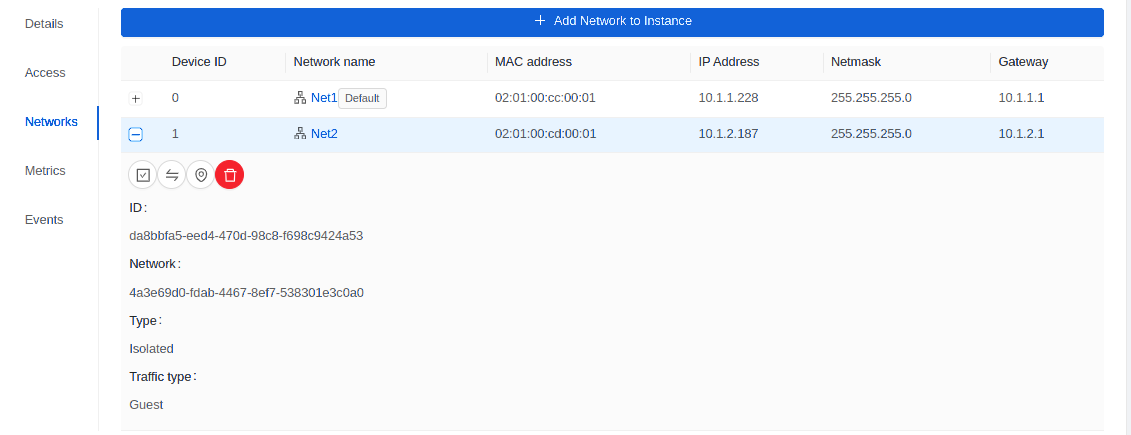 Details
Access
Networks
Metrics
Events
Add Network to Instance
Device ID Network name MAC address IP Address Netmask Gateway
0 Net1 Default 02:01:00:cc:00:01 10.1.1.228 255.255.255.0 10.1.1.1
1 Net2 02:01:00:cd:00:01 10.1.2.187 255.255.255.0 10.1.2.1
ID:
da8bbfa5-eed4-470d-98c8-f698c9424a53
Network:
4a3e69d0-fdab-4467-8ef7-538301e3c0a0
Type:
Isolated
Traffic type:
Guest